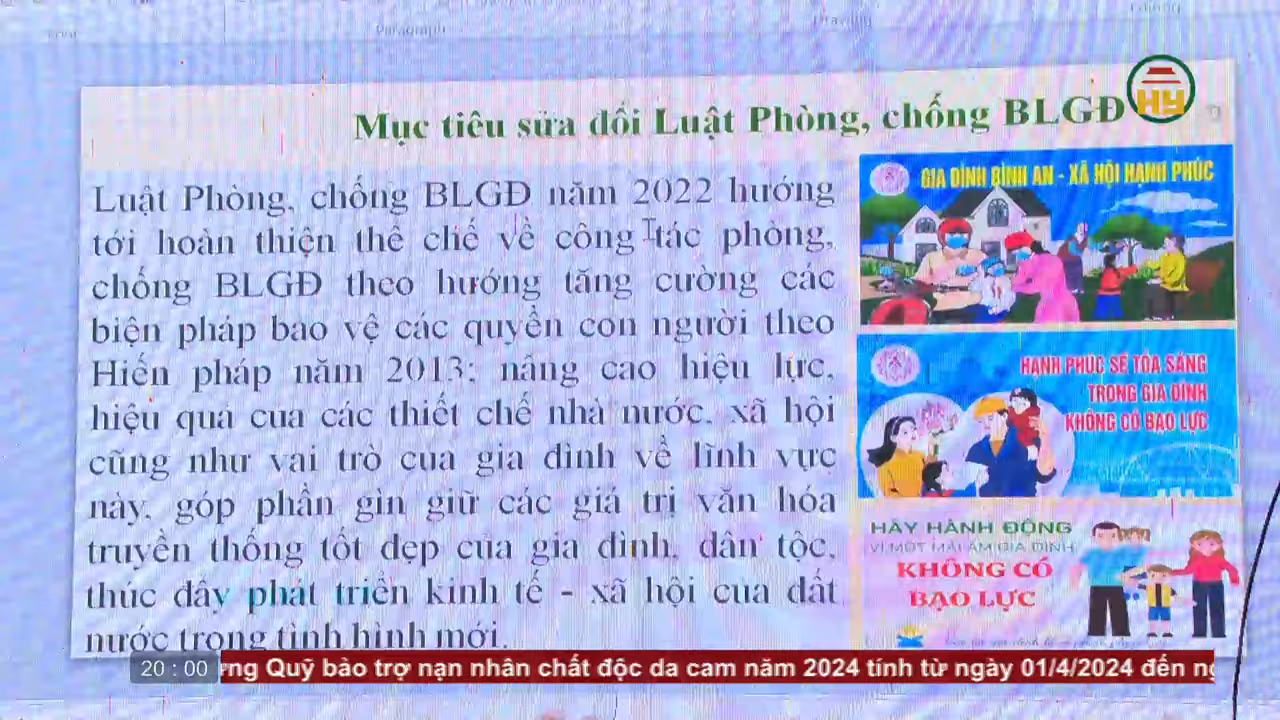 Paragraph
Drawing
Editing
Mục tiêu sửa đổi Luật Phòng, chống BLGĐ
HY
Luật Phòng, chống BLGĐ năm 2022 hướng
tới hoàn thiện thể chế về công tác phòng,
chống BLGĐ theo hướng tăng cường các
biện pháp bảo vệ các quyền con người theo
Hiến pháp năm 2013; nâng cao hiệu lực,
hiệu quả của các thiết chế nhà nước, xã hội
cũng như vai trò của gia đình về lĩnh vực
này, góp phần gìn giữ các giá trị văn hóa
truyền thống tốt đẹp của gia đình, dân tộc,
thúc đẩy phát triển kinh tế - xã hội của đất
nước trong tình hình mới.
GIA ĐÌNH BÌNH AN - XÃ HỘI HẠNH PHÚC
HẠNH PHÚC SẼ TỎA SÁNG
TRONG GIA ĐÌNH
KHÔNG CÓ BẠO LỰC
HÃY HÀNH ĐỘNG
VÌ MỘT MÁI ẤM GIA ĐÌNH
KHÔNG CÓ
BẠO LỰC
20 : 00
ứng Quỹ bảo trợ nạn nhân chất độc da cam năm 2024 tính từ ngày 01/4/2024 đến ng